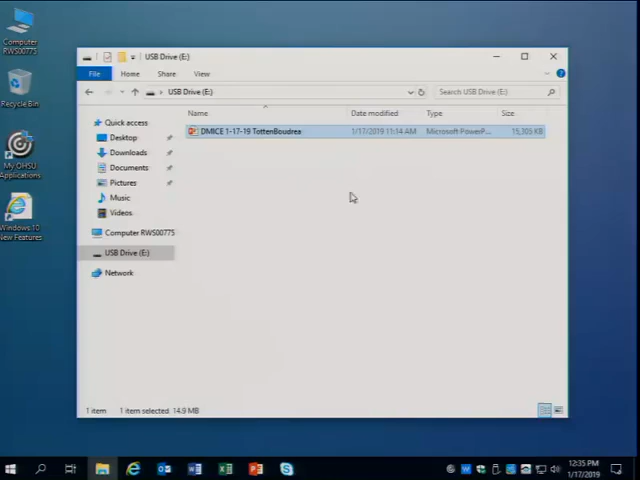 Computer
RWS00775
Recycle Bin
My OHSU
Applications
Windows 10
New Features
USB Drive (E:)
File Home Share View
USB Drive (E:)
Search USB Drive (E:)
Name Date modified Type Size
DMICE 1-17-19 TottenBoudrea 1/17/2019 11:14 AM Microsoft PowerP... 15,305 KB
Quick access
Desktop
Downloads
Documents
Pictures
Music
Videos
Computer RWS00775
USB Drive (E:)
Network
1 item 1 item selected 14.9 MB
12:35 PM
1/17/2019